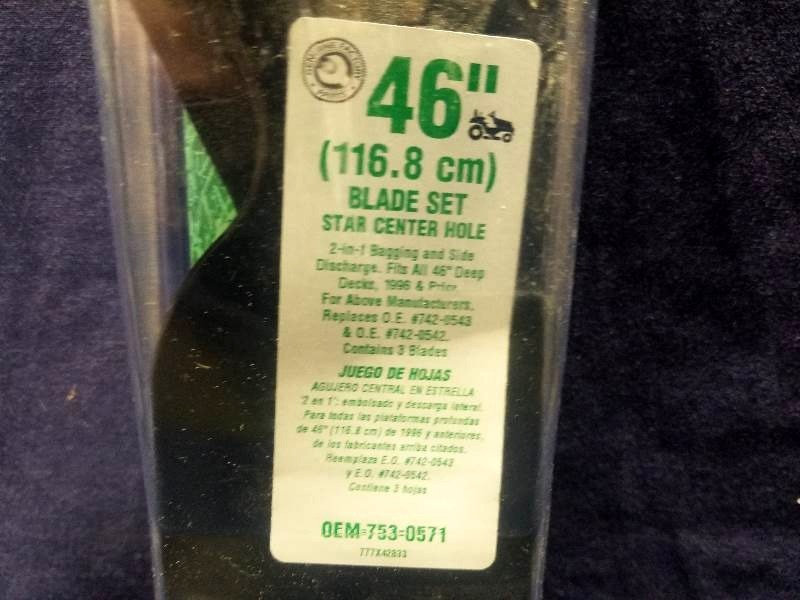 GENUINE FACTORY PARTS
46"
(116.8 cm)
BLADE SET
STAR CENTER HOLE
2-in-1 Bagging and Side
Discharge. Fits All 46" Deep
Decks, 1996 & Prior
For Above Manufacturers.
Replaces O.E. #742-0543
& O.E. #742-0542.
Contains 3 Blades
JUEGO DE HOJAS
AGUJERO CENTRAL EN ESTRELLA
'2 en 1': embolsado y descarga lateral.
Para todas las plataformas profundas
de 46" (116.8 cm) de 1996 y anteriores,
de los fabricantes arriba citados.
Reemplaza E.O. #742-0543
y E.O. #742-0542.
Contiene 3 hojas
OEM-753-0571
777X42833